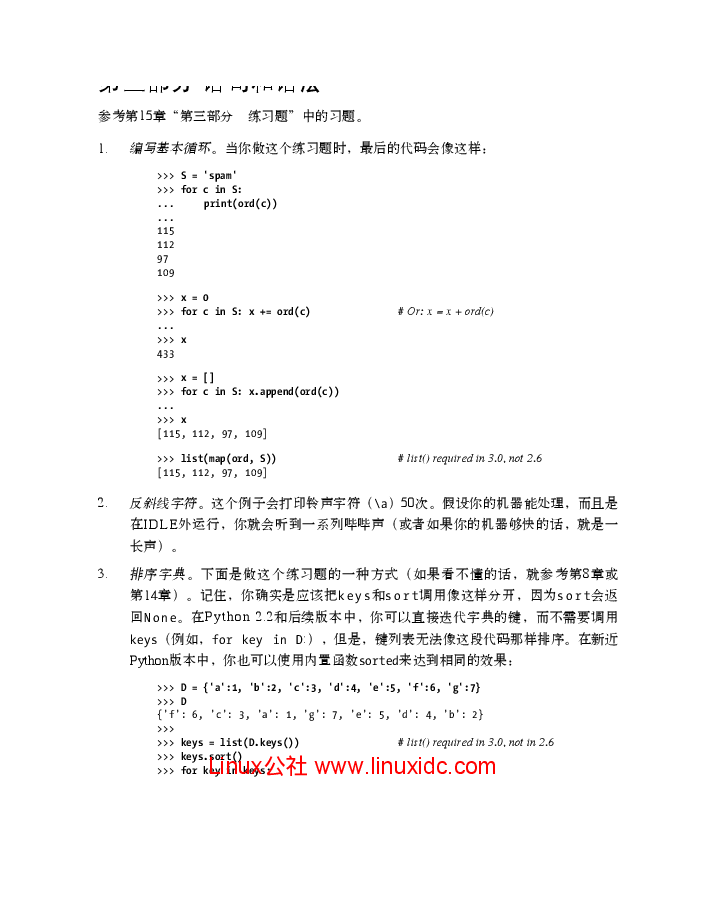 第三部分 语句和语法
参考第15章“第三部分　练习题”中的习题。
1. 编写基本循环。当你做这个练习题时，最后的代码会像这样：
>>> S = 'spam'
>>> for c in S:
...     print(ord(c))
...
115
112
97
109
>>> x = 0
>>> for c in S: x += ord(c) # Or: x = x + ord(c)
...
>>> x
433
>>> x = []
>>> for c in S: x.append(ord(c))
...
>>> x
[115, 112, 97, 109]
>>> list(map(ord, S)) # list() required in 3.0, not 2.6
[115, 112, 97, 109]
2. 反斜线字符。这个例子会打印铃声字符（\a）50次。假设你的机器能处理，而且是
在IDLE外运行，你就会听到一系列哔哔声（或者如果你的机器够快的话，就是一
长声）。
3. 排序字典。下面是做这个练习题的一种方式（如果看不懂的话，就参考第8章或
第14章）。记住，你确实是应该把keys和sort调用像这样分开，因为sort会返
回None。在Python 2.2和后续版本中，你可以直接迭代字典的键，而不需要调用
keys（例如，for key in D:），但是，键列表无法像这段代码那样排序。在新近
Python版本中，你也可以使用内置函数sorted来达到相同的效果：
>>> D = {'a':1, 'b':2, 'c':3, 'd':4, 'e':5, 'f':6, 'g':7}
>>> D
{'f': 6, 'c': 3, 'a': 1, 'g': 7, 'e': 5, 'd': 4, 'b': 2}
>>>
>>> keys = list(D.keys()) # list() required in 3.0, not in 2.6
>>> keys.sort()
>>> for key in keys:
Linux公社 www.linuxidc.com